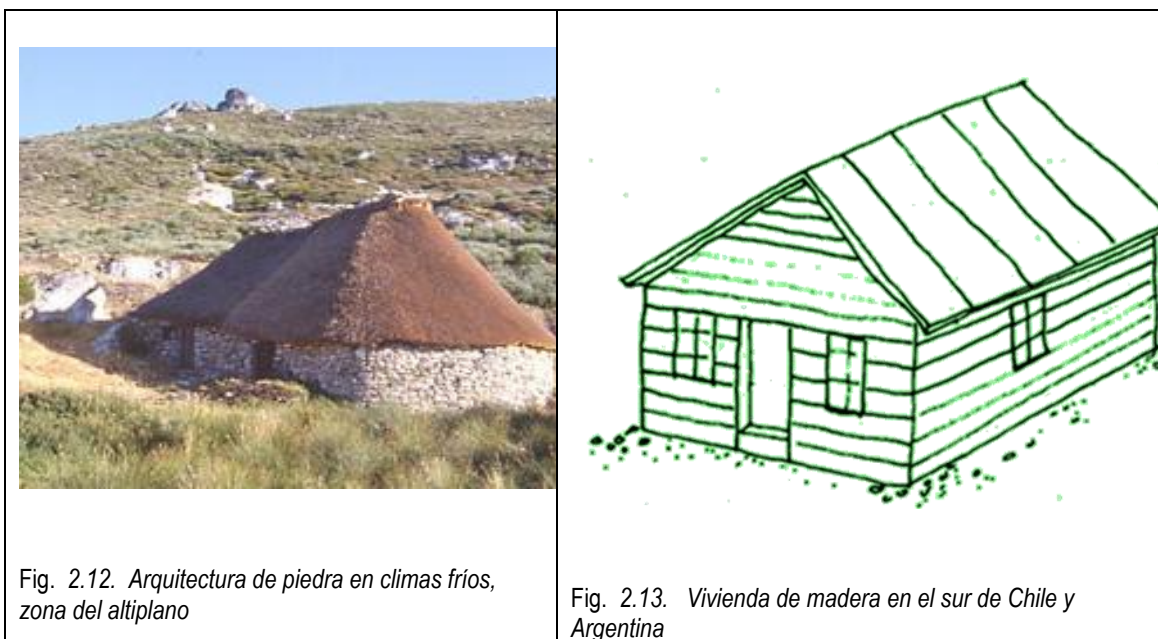 Fig. 2.12. Arquitectura de piedra en climas fríos,
zona del altiplano
Fig. 2.13. Vivienda de madera en el sur de Chile y
Argentina